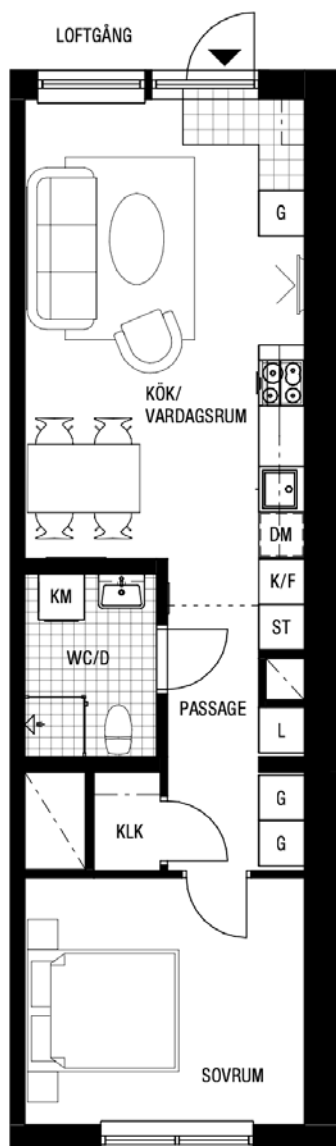 LOFTGÅNG
G
KÖK/
VARDAGSRUM
DM
K/F
KM
ST
WC/D
PASSAGE
L
G
KLK
G
SOVRUM